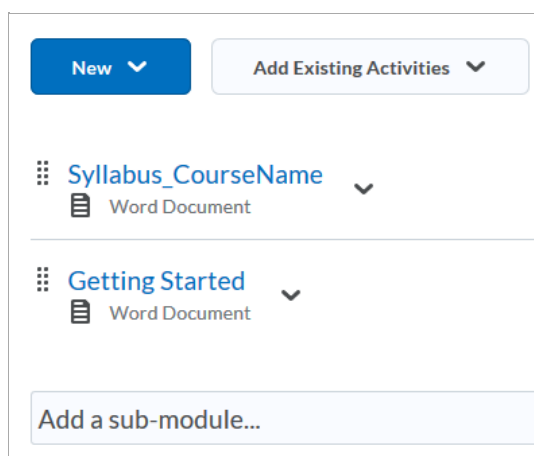 New
Add Existing Activities
Syllabus_CourseName
Word Document
Getting Started
Word Document
Add a sub-module...